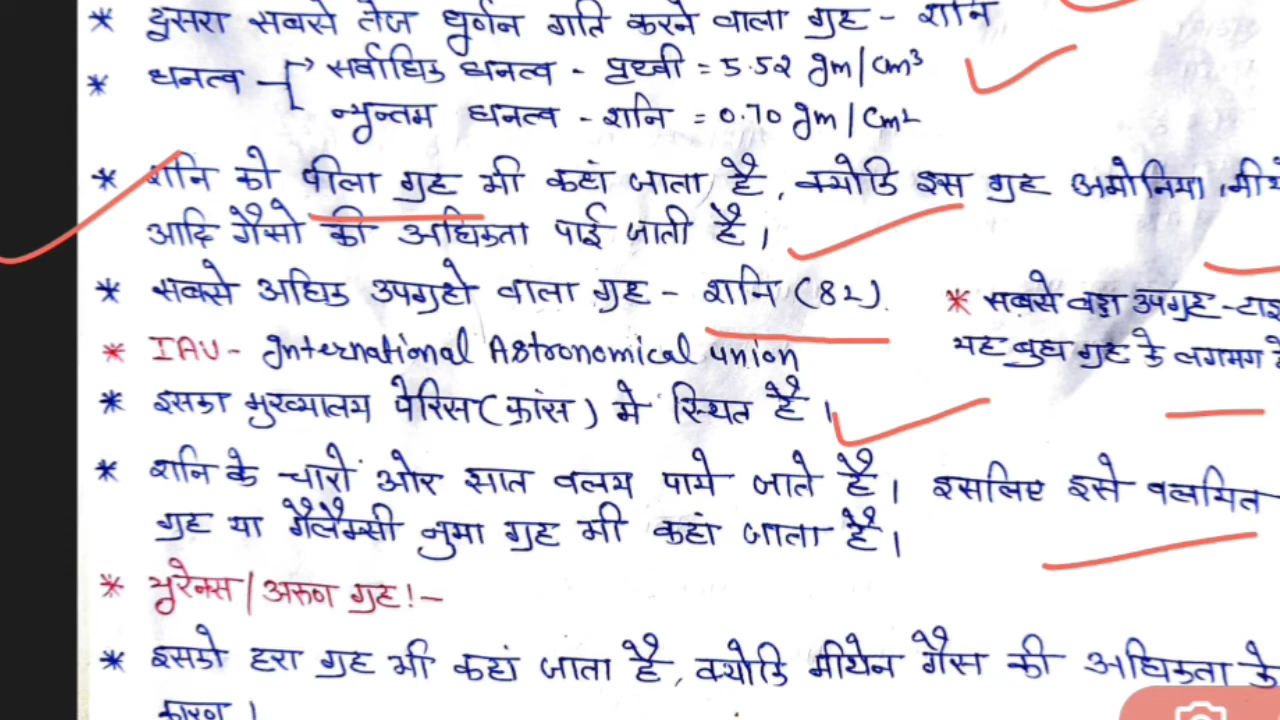 * दुसरा सबसे तेज घूर्णन गति करने वाला ग्रह - शनि
* घनत्व - सर्वाधिक घनत्व - पृथ्वी = 5.52 gm/cm³
न्यूनतम घनत्व - शनि = 0.70 gm/cm²
* शनि को पीला ग्रह भी कहां जाता है, क्योकि इस ग्रह अमोनिया,
आदि गैसो की अधिकता पाई जाती है।
* सबसे अधिक उपग्रहो वाला ग्रह - शनि (82).
* सबसे बड़ा उपग्रह -
यह बुध ग्रह के लगभग
* IAU - International Astronomical union
* इसका मुख्यालय पेरिस (फ्रांस) मे स्थित है।
* शनि के चारों ओर सात वलय पाये जाते है। इसलिए इसे वलयित
ग्रह या गैलेक्सी नुमा ग्रह भी कहां जाता है।
* यूरेनस/अरुण ग्रह!-
* इसको हरा ग्रह भी कहां जाता है, क्योकि मीथेन गैस की अधिकता के
कारण।